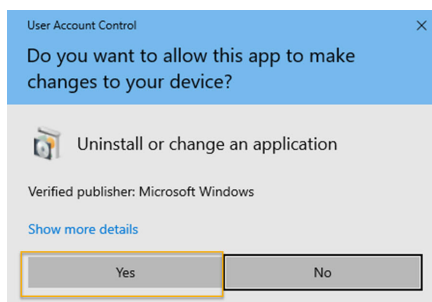 User Account Control
Do you want to allow this app to make
changes to your device?
Uninstall or change an application
Verified publisher: Microsoft Windows
Show more details
Yes
No